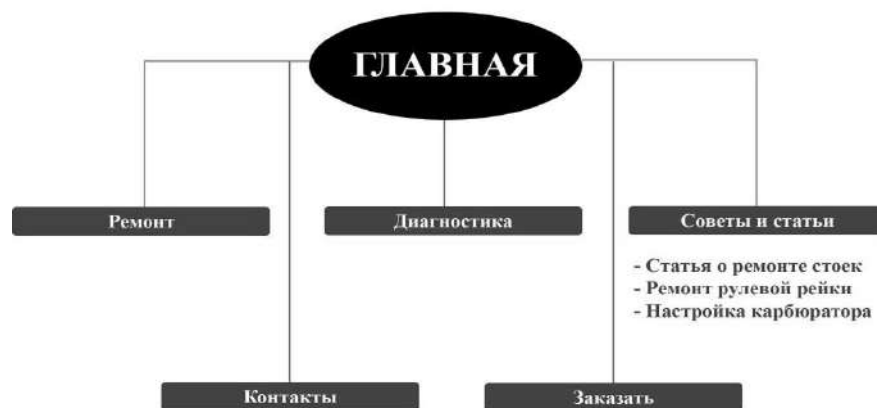 ГЛАВНАЯ
Ремонт
Диагностика
Советы и статьи
- Статья о ремонте стоек
- Ремонт рулевой рейки
- Настройка карбюратора
Контакты
Заказать